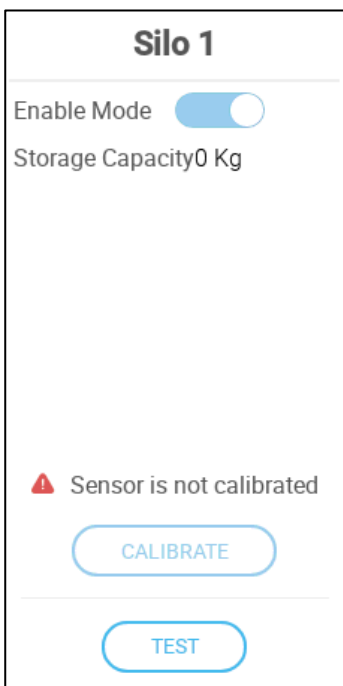 Silo 1
Enable Mode
Storage Capacity0 Kg
Sensor is not calibrated
CALIBRATE
TEST